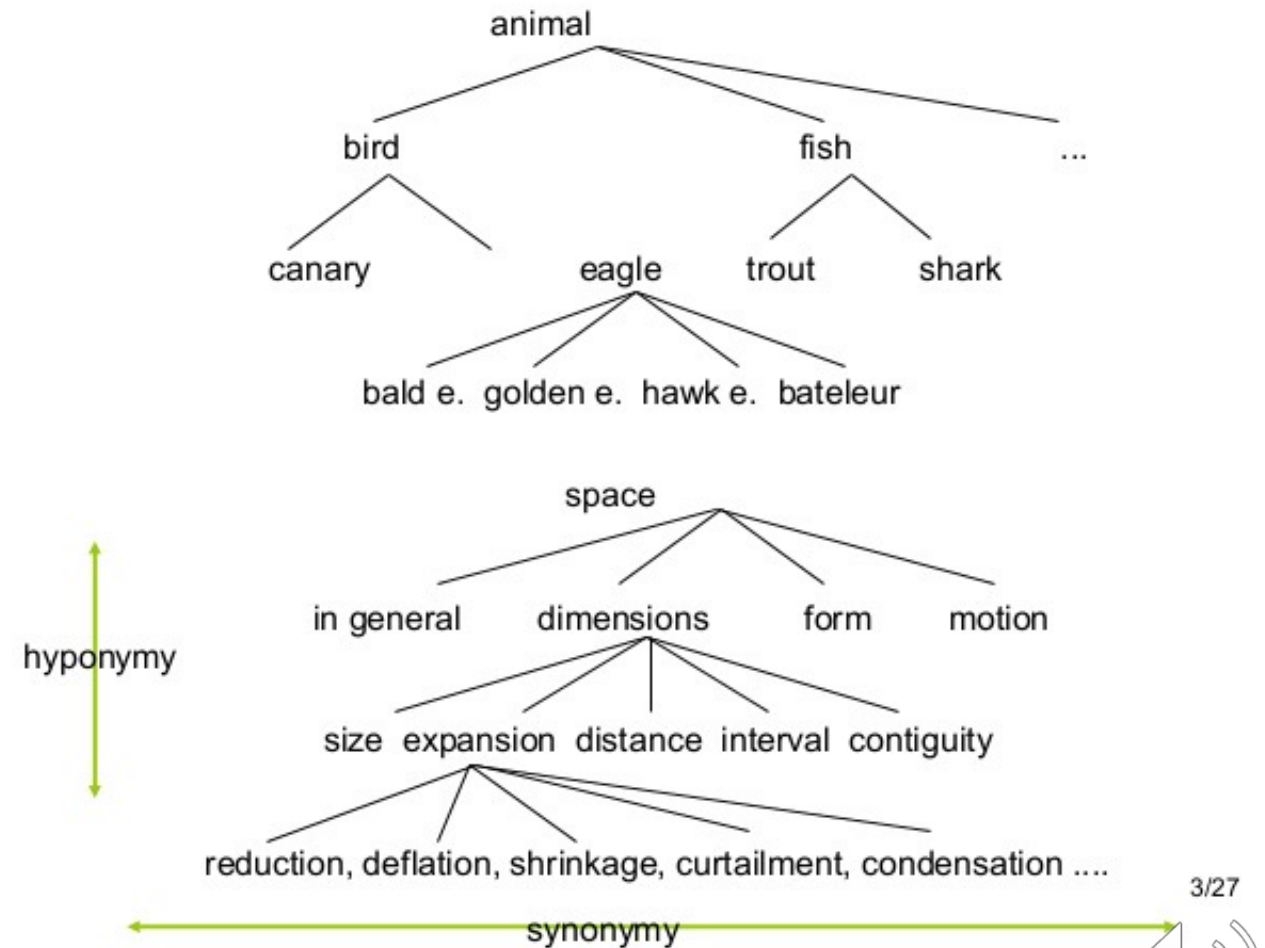 animal
bird fish ...
canary eagle trout shark
bald e. golden e. hawk e. bateleur
space
in general dimensions form motion
hyponymy
size expansion distance interval contiguity
reduction, deflation, shrinkage, curtailment, condensation ....
3/27
synonymy